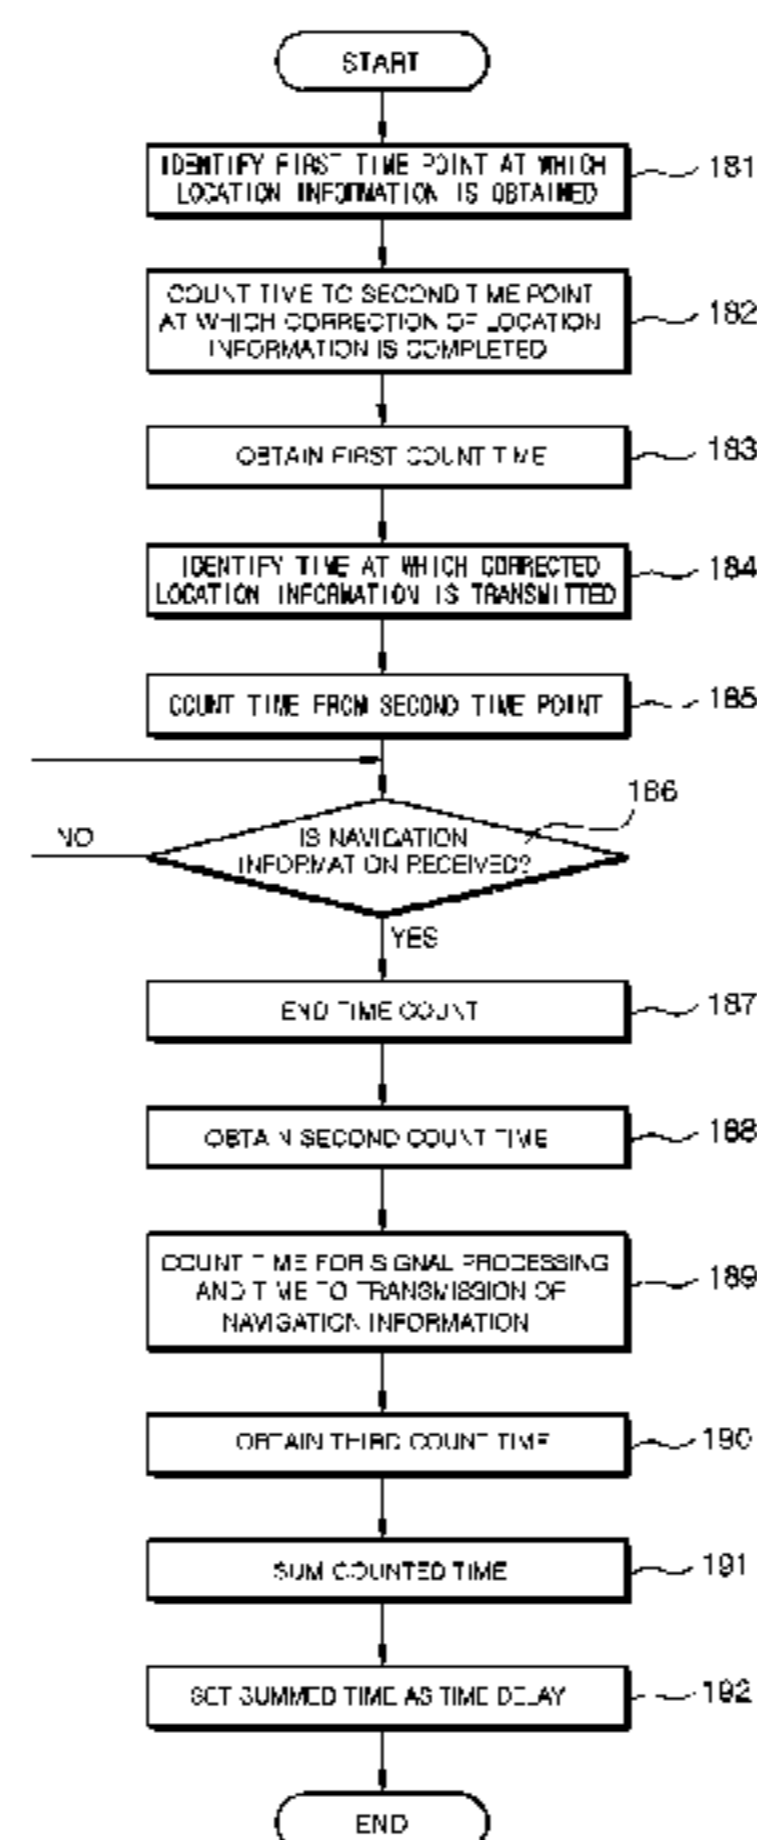 START
IDENTIFY FIRST TIME POINT AT WHICH
LOCATION INFORMATION IS OBTAINED
181
COUNT TIME TO SECOND TIME POINT
AT WHICH CORRECTION OF LOCATION
INFORMATION IS COMPLETED
182
OBTAIN FIRST COUNT TIME
183
IDENTIFY TIME AT WHICH CORRECTED
LOCATION INFORMATION IS TRANSMITTED
184
COUNT TIME FROM SECOND TIME POINT
185
186
NO
IS NAVIGATION
INFORMATION RECEIVED?
YES
END TIME COUNT
187
OBTAIN SECOND COUNT TIME
188
COUNT TIME FOR SIGNAL PROCESSING
AND TIME TO TRANSMISSION OF
NAVIGATION INFORMATION
189
OBTAIN THIRD COUNT TIME
190
SUM COUNTED TIME
191
SET SUMMED TIME AS TIME DELAY
192
END